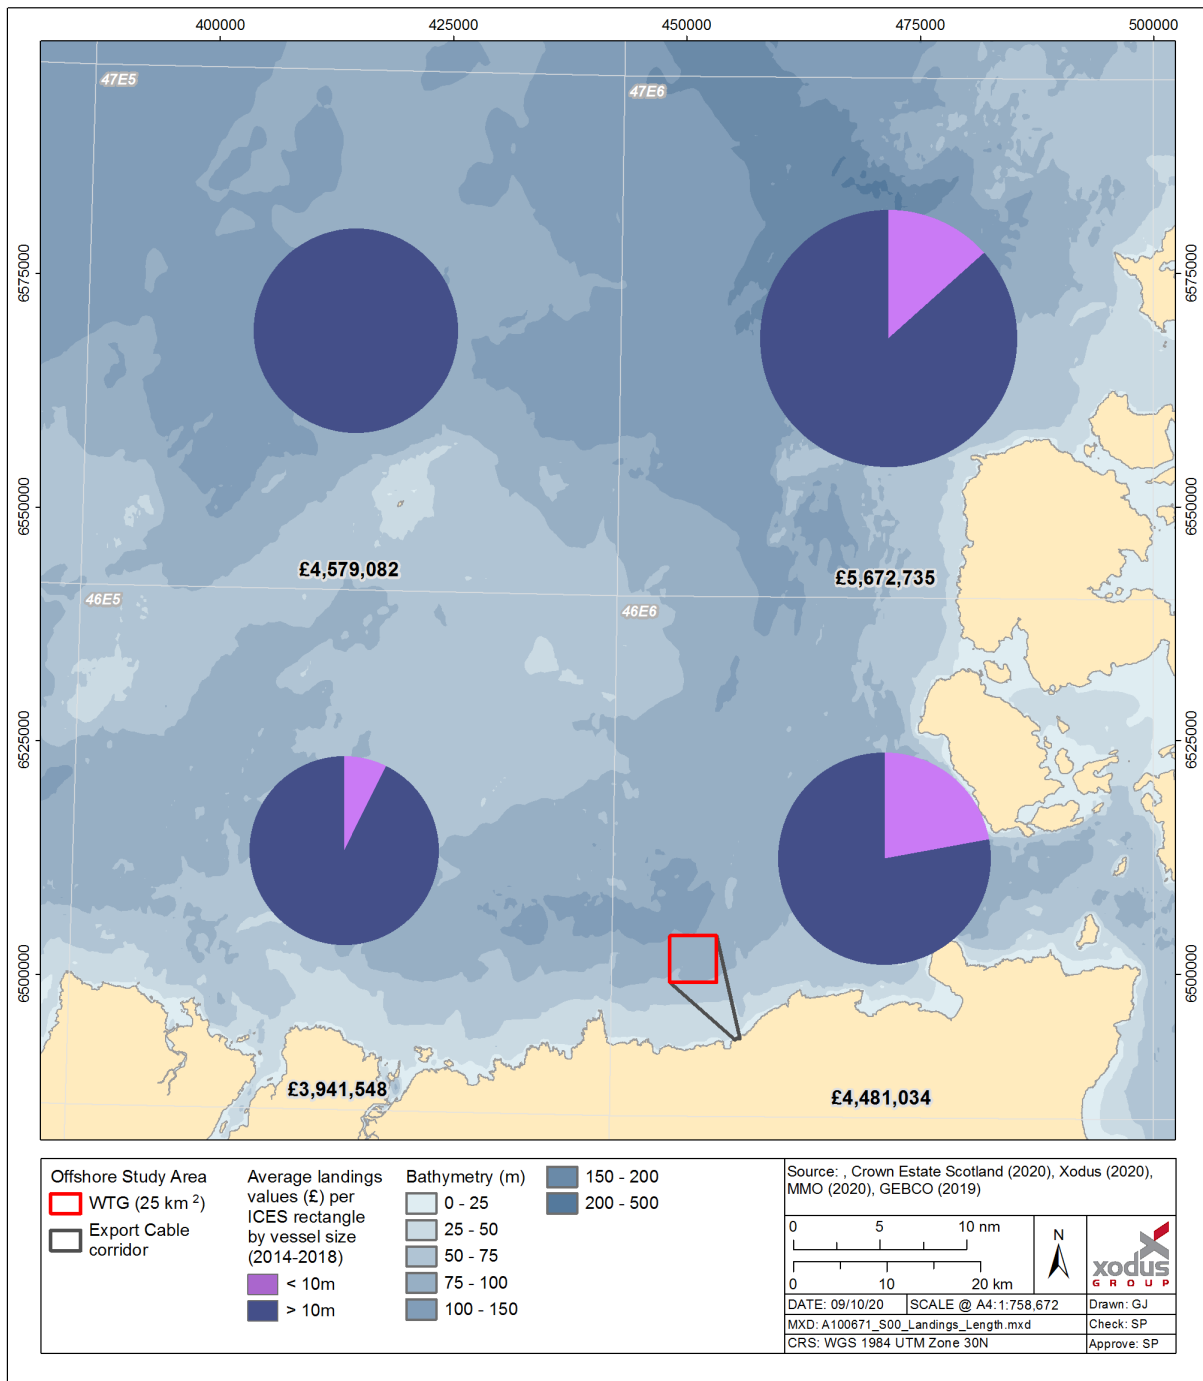 400000
425000
450000
475000
500000
47E5
47E6
6575000
6575000
6550000
6550000
£4,579,082
£5,672,735
46E5
46E6
6525000
6525000
6500000
6500000
£3,941,548
£4,481,034
Offshore Study Area
WTG (25 km ²)
Export Cable
corridor
Average landings
values (£) per
ICES rectangle
by vessel size
(2014-2018)
< 10m
> 10m
Bathymetry (m)
0 - 25
25 - 50
50 - 75
75 - 100
100 - 150
150 - 200
200 - 500
Source: , Crown Estate Scotland (2020), Xodus (2020),
MMO (2020), GEBCO (2019)
0 5 10 nm
0 10 20 km
N
xodus
GROUP
DATE: 09/10/20
SCALE @ A4:1:758,672
Drawn: GJ
MXD: A100671_S00_Landings_Length.mxd
Check: SP
CRS: WGS 1984 UTM Zone 30N
Approve: SP